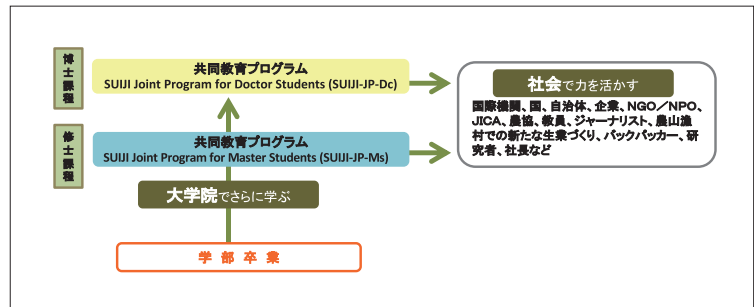 博士課程
共同教育プログラム
SUIJI Joint Program for Doctor Students (SUIJI-JP-Dc)
修士課程
共同教育プログラム
SUIJI Joint Program for Master Students (SUIJI-JP-Ms)
大学院でさらに学ぶ
学部卒業
社会で力を活かす
国際機関、国、自治体、企業、NGO／NPO、
JICA、農協、教員、ジャーナリスト、農山漁
村での新たな生業づくり、バックパッカー、研
究者、社長など